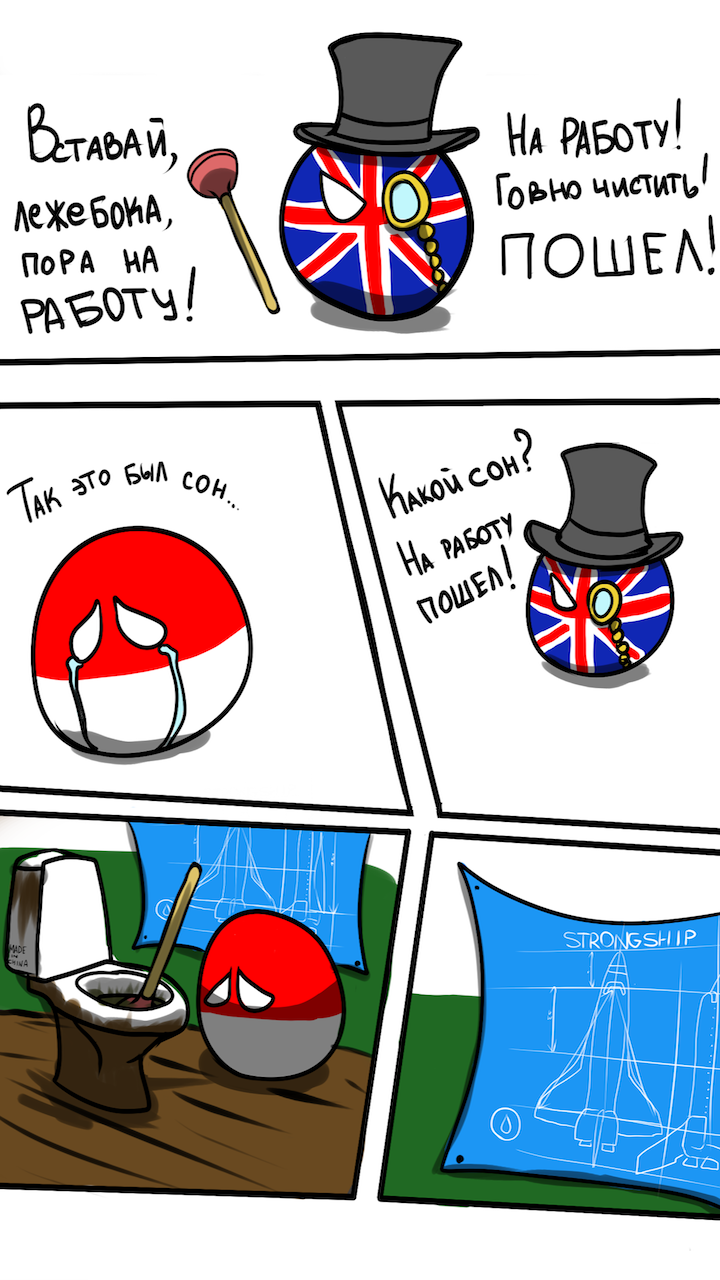 Вставай,
лежебока,
пора на
работу!
На работу!
Говно чистить!
ПОШЕЛ!
Так это был сон...
Какой сон?
На работу
пошел!
MADE
IN
CHINA
STRONGSHIP